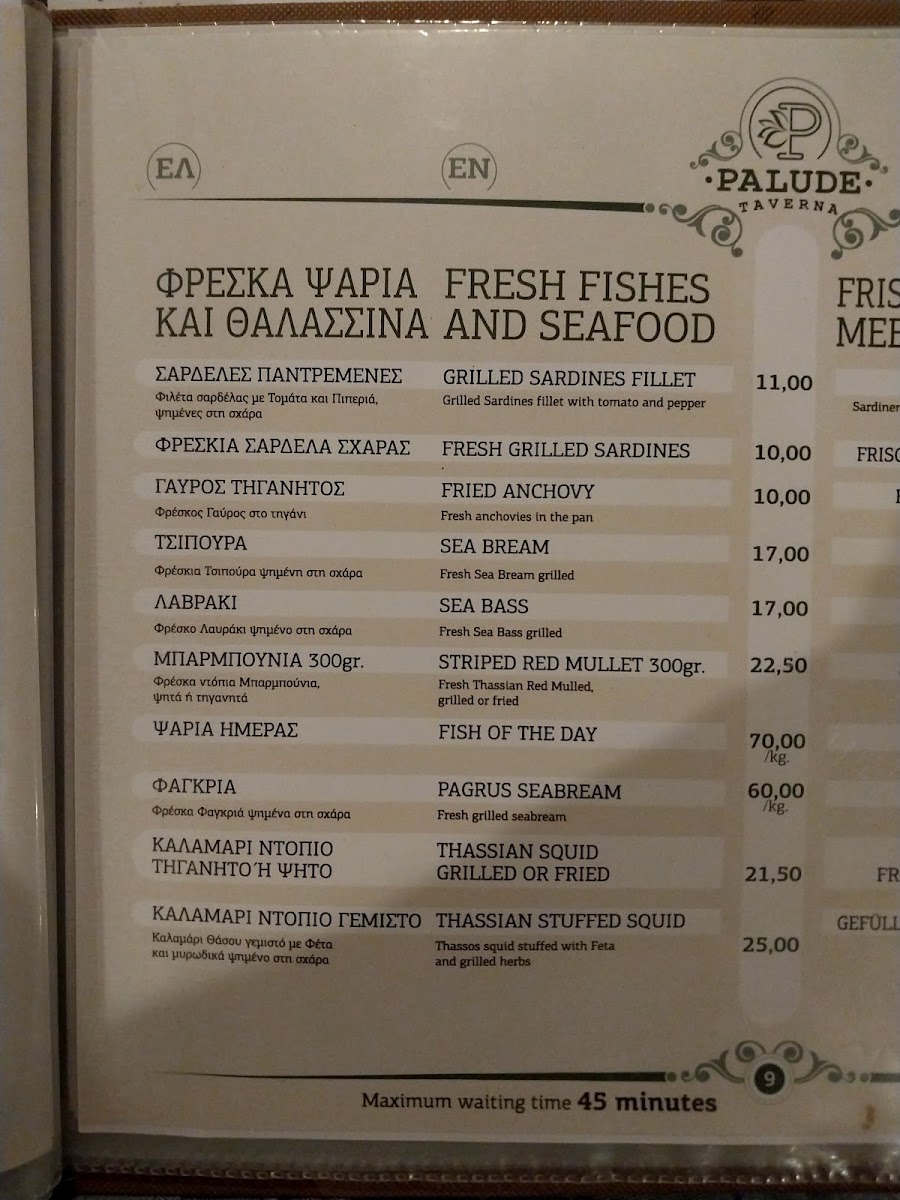 ΕΛ
EN
P
·PALUDE·
TAVERNA
ΦΡΕΣΚΑ ΨΑΡΙΑ
ΚΑΙ ΘΑΛΑΣΣΙΝΑ
FRESH FISHES
AND SEAFOOD
FRIS
MEE
ΣΑΡΔΕΛΕΣ ΠΑΝΤΡΕΜΕΝΕΣ
Φιλέτα σαρδέλας με Τομάτα και Πιπεριά,
ψημένες στη σχάρα
GRILLED SARDINES FILLET
Grilled Sardines fillet with tomato and pepper
11,00
Sardiner
ΦΡΕΣΚΙΑ ΣΑΡΔΕΛΑ ΣΧΑΡΑΣ
FRESH GRILLED SARDINES
10,00
FRISC
ΓΑΥΡΟΣ ΤΗΓΑΝΗΤΟΣ
Φρέσκος Γαύρος στο τηγάνι
FRIED ANCHOVY
Fresh anchovies in the pan
10,00
ΤΣΙΠΟΥΡΑ
Φρέσκια Τσιπούρα ψημένη στη σχάρα
SEA BREAM
Fresh Sea Bream grilled
17,00
ΛΑΒΡΑΚΙ
Φρέσκο Λαυράκι ψημένο στη σχάρα
SEA BASS
Fresh Sea Bass grilled
17,00
ΜΠΑΡΜΠΟΥΝΙΑ 300gr.
Φρέσκα ντόπια Μπαρμπούνια,
ψητά ή τηγανητά
STRIPED RED MULLET 300gr.
Fresh Thassian Red Mulled,
grilled or fried
22,50
ΨΑΡΙΑ ΗΜΕΡΑΣ
FISH OF THE DAY
70,00
/kg.
ΦΑΓΚΡΙΑ
Φρέσκα Φαγκριά ψημένα στη σχάρα
PAGRUS SEABREAM
Fresh grilled seabream
60,00
/kg.
ΚΑΛΑΜΑΡΙ ΝΤΟΠΙΟ
ΤΗΓΑΝΗΤΟ Ή ΨΗΤΟ
THASSIAN SQUID
GRILLED OR FRIED
21,50
FR
ΚΑΛΑΜΑΡΙ ΝΤΟΠΙΟ ΓΕΜΙΣΤΟ
Καλαμάρι Θάσου γεμιστό με Φέτα
και μυρωδικά ψημένο στη σχάρα
THASSIAN STUFFED SQUID
Thassos squid stuffed with Feta
and grilled herbs
25,00
GEFÜLL
9
Maximum waiting time 45 minutes